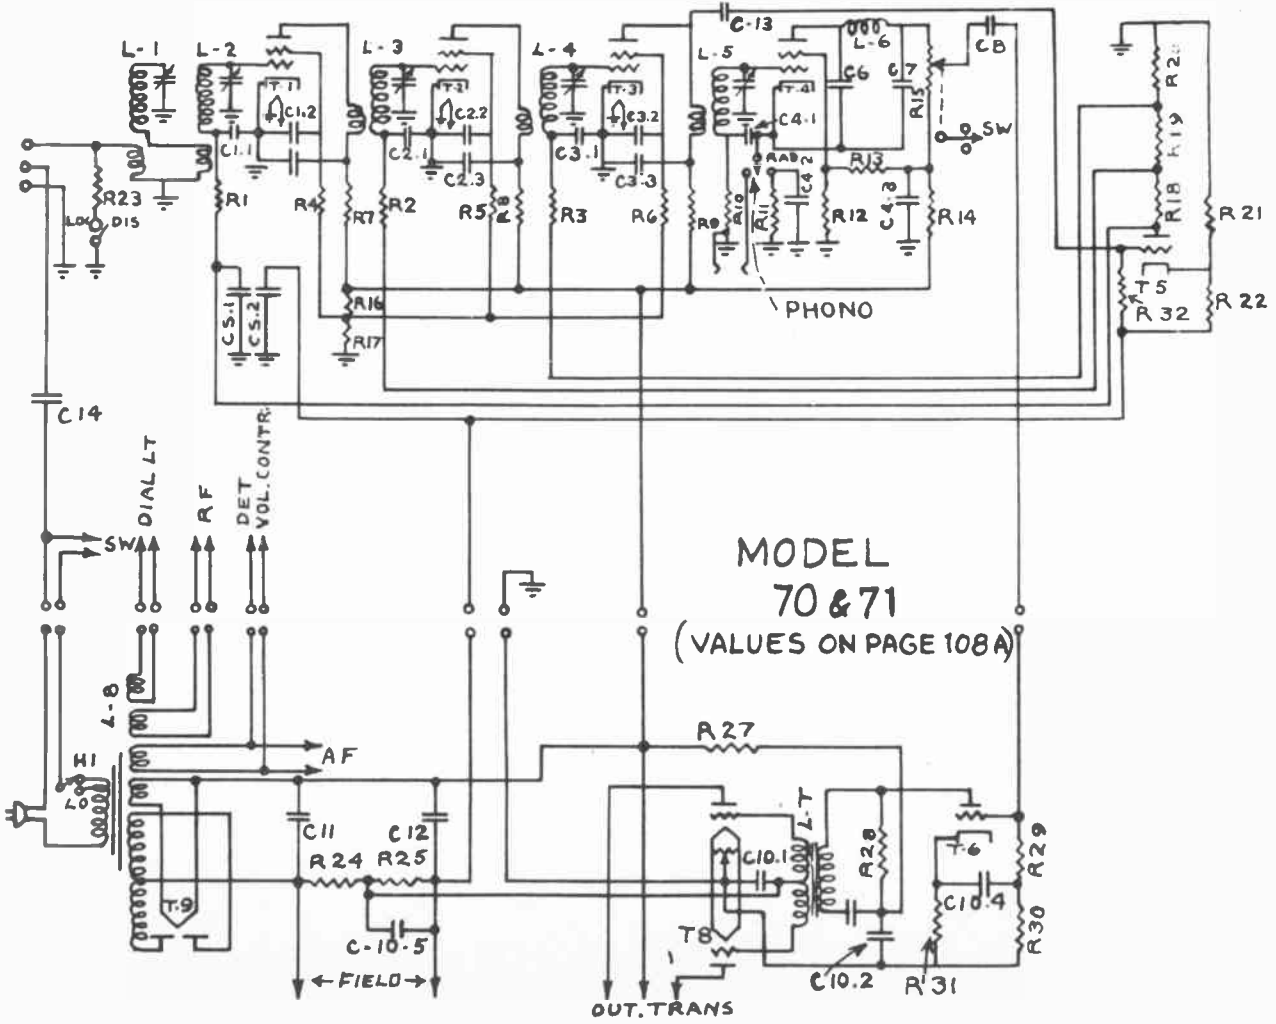 C-13
L-1
L-2
L-3
L-4
L-5
L-6
C8
T-1
T-2
T-3
T-4
C1.2
C2.2
C3.2
C4.1
C6
C7
R15
SW
R19
R18
C1.1
C2.1
C3.1
C2.3
C3.3
RAD
C4.2
R13
C4.3
R23
LOC
DIS
R1
R4
R7
R2
R5
R8
R3
R6
R9
R10
R11
R12
R14
R21
R22
T5
R32
PHONO
C5.1
C5.2
R16
R17
C14
SW
DIAL LT
RF
DET
VOL. CONTR.
MODEL
70 & 71
(VALUES ON PAGE 108A)
L-8
HI
LO
AF
R27
C11
C12
R24
R25
T.9
C-10-5
FIELD
L-T
C10.1
R28
T-6
R29
C10.4
R30
T8
C10.2
R31
OUT. TRANS